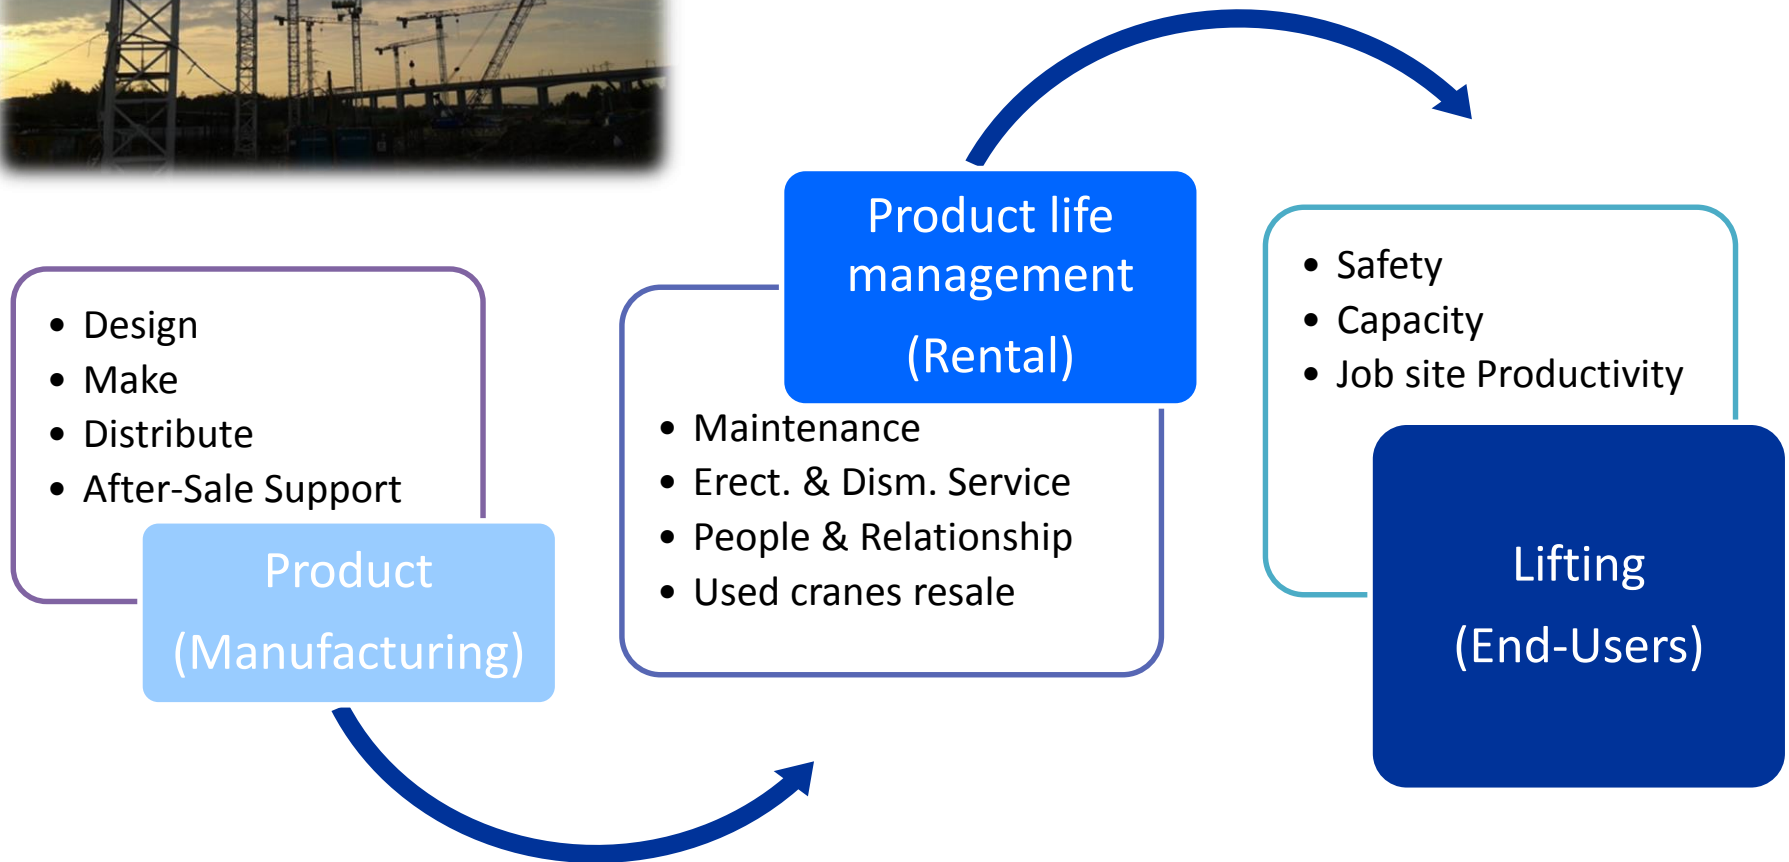 • Design
• Make
• Distribute
• After-Sale Support
Product
(Manufacturing)
Product life
management
(Rental)
• Maintenance
• Erect. & Dism. Service
• People & Relationship
• Used cranes resale
• Safety
• Capacity
• Job site Productivity
Lifting
(End-Users)